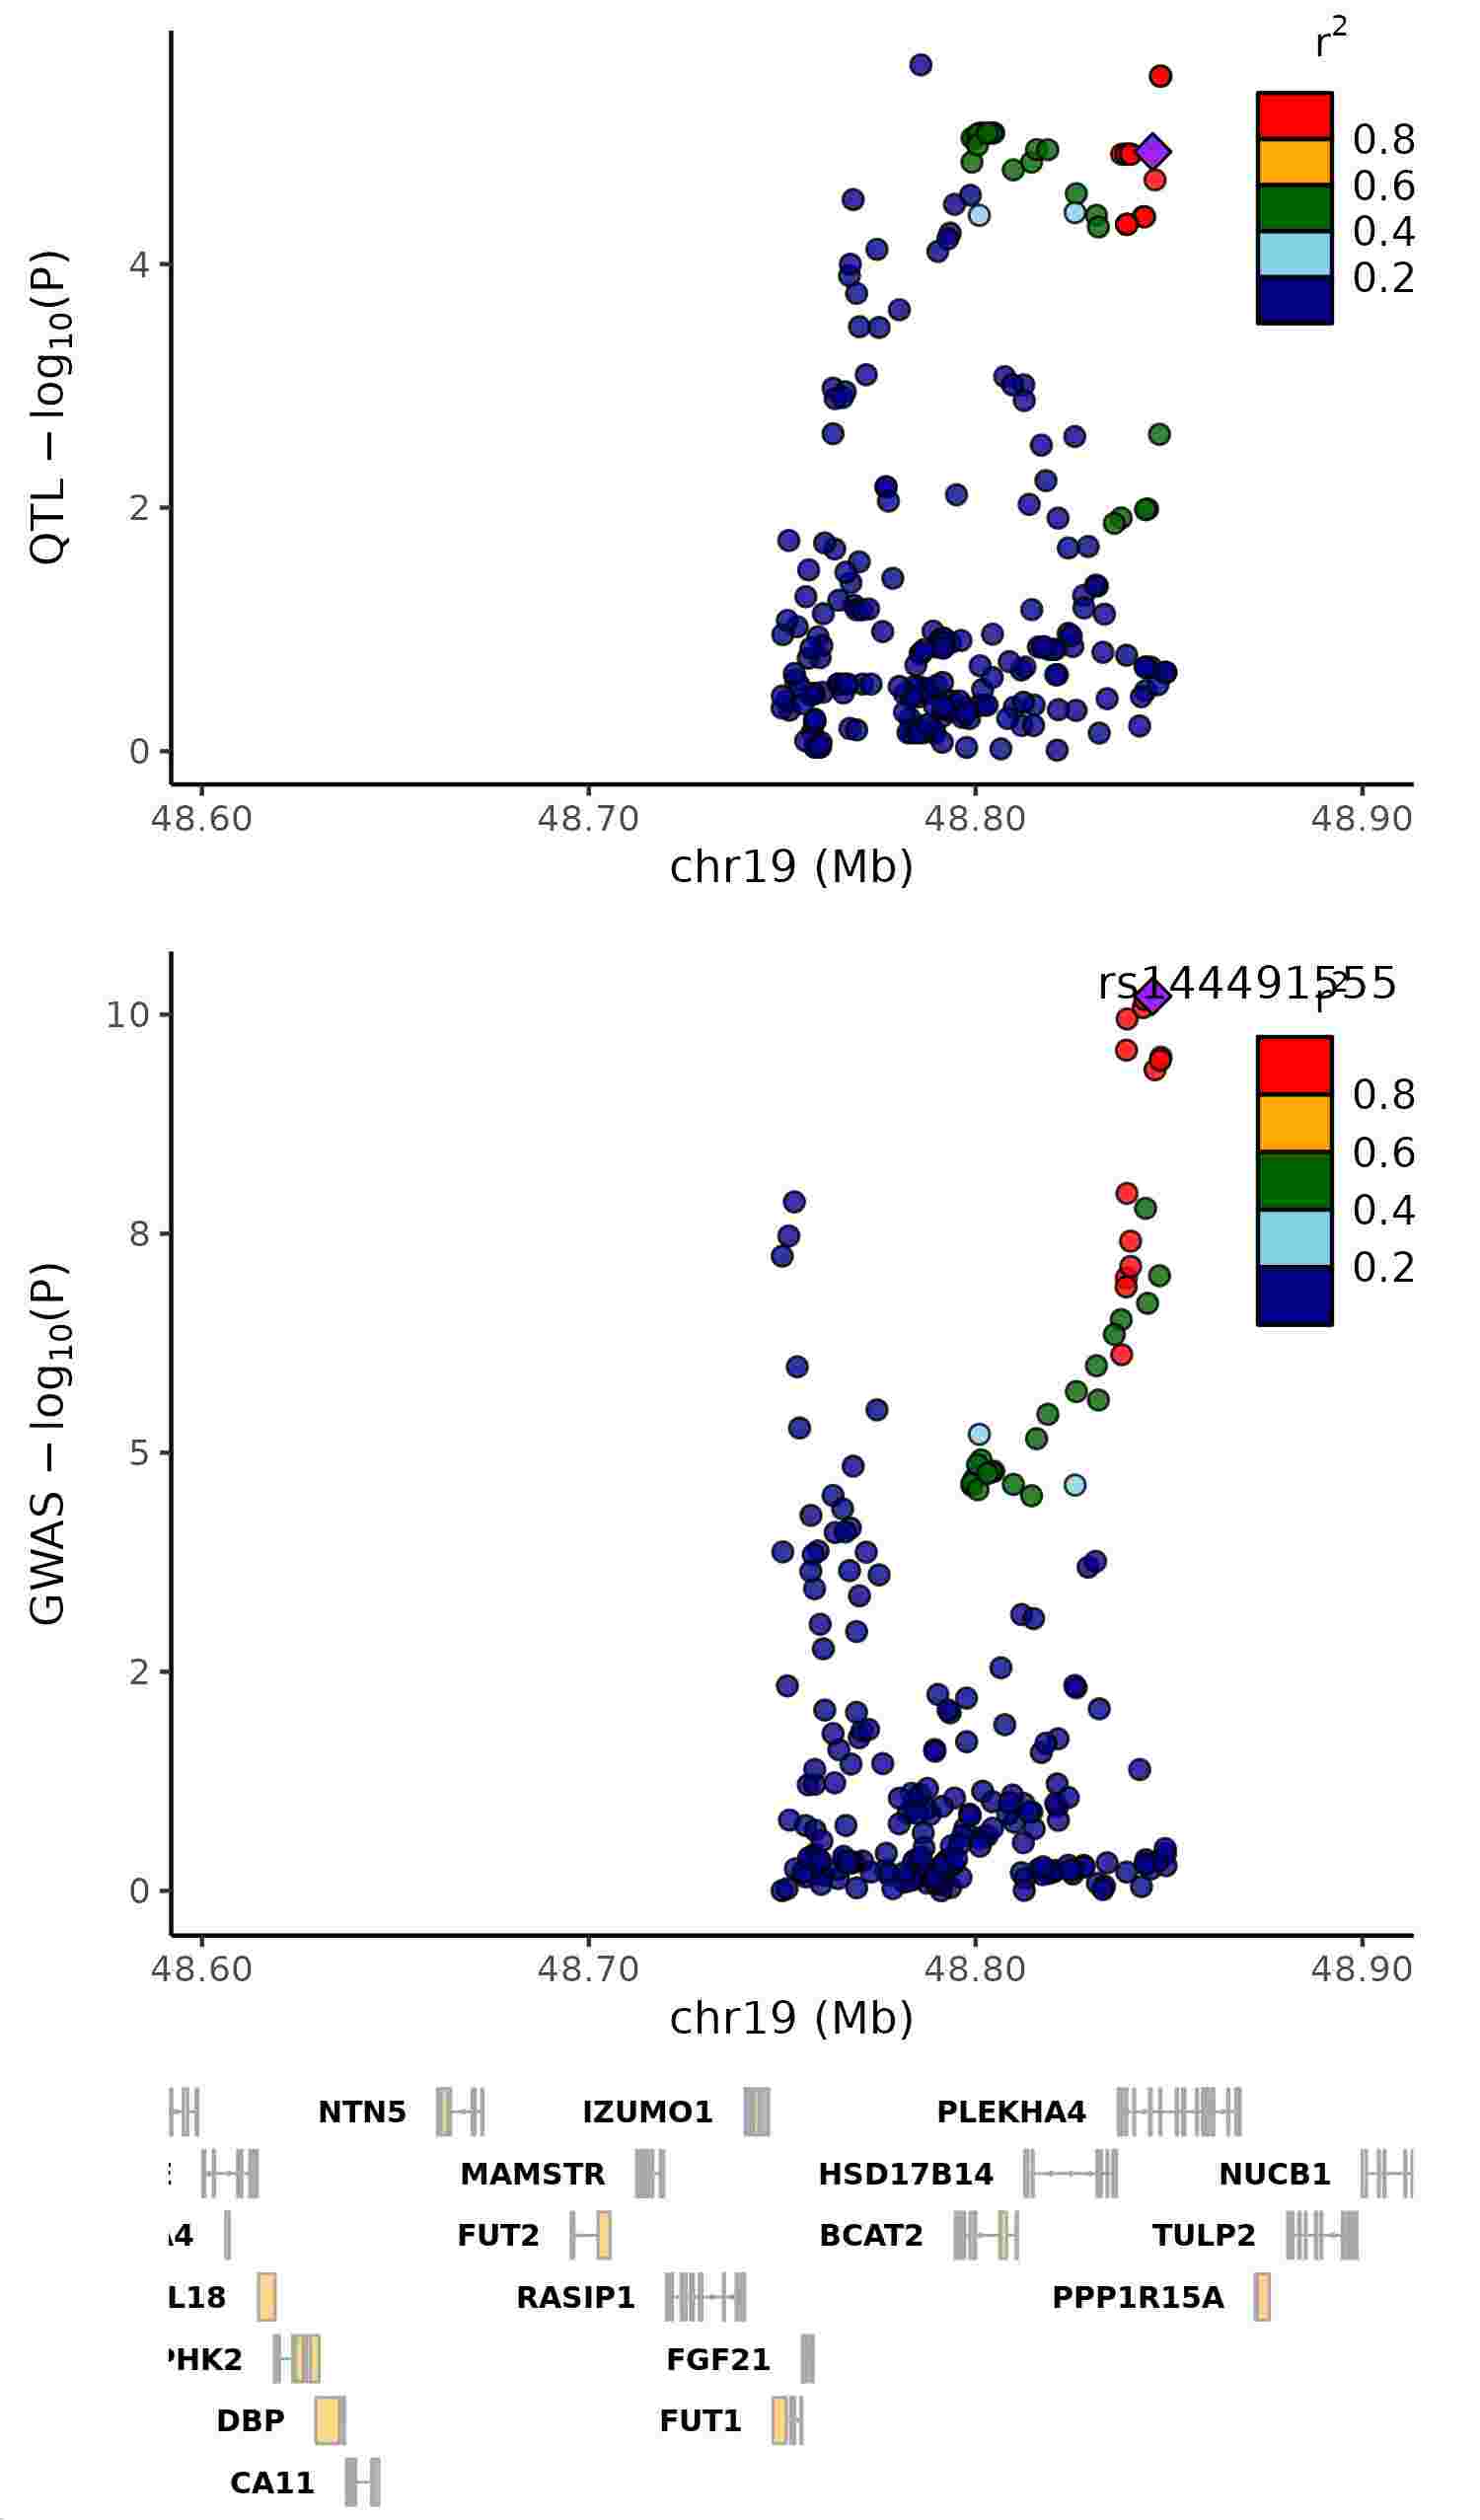 r2
0.8
0.6
0.4
0.2
4
2
0
QTL − log10(P)
48.60 48.70 48.80 48.90
chr19 (Mb)
rs144491555
r2
0.8
0.6
0.4
0.2
10
8
5
2
0
GWAS − log10(P)
48.60 48.70 48.80 48.90
chr19 (Mb)
NTN5 IZUMO1 PLEKHA4
MAMSTR HSD17B14 NUCB1
4 FUT2 BCAT2 TULP2
L18 RASIP1 PPP1R15A
PHK2 FGF21
DBP FUT1
CA11